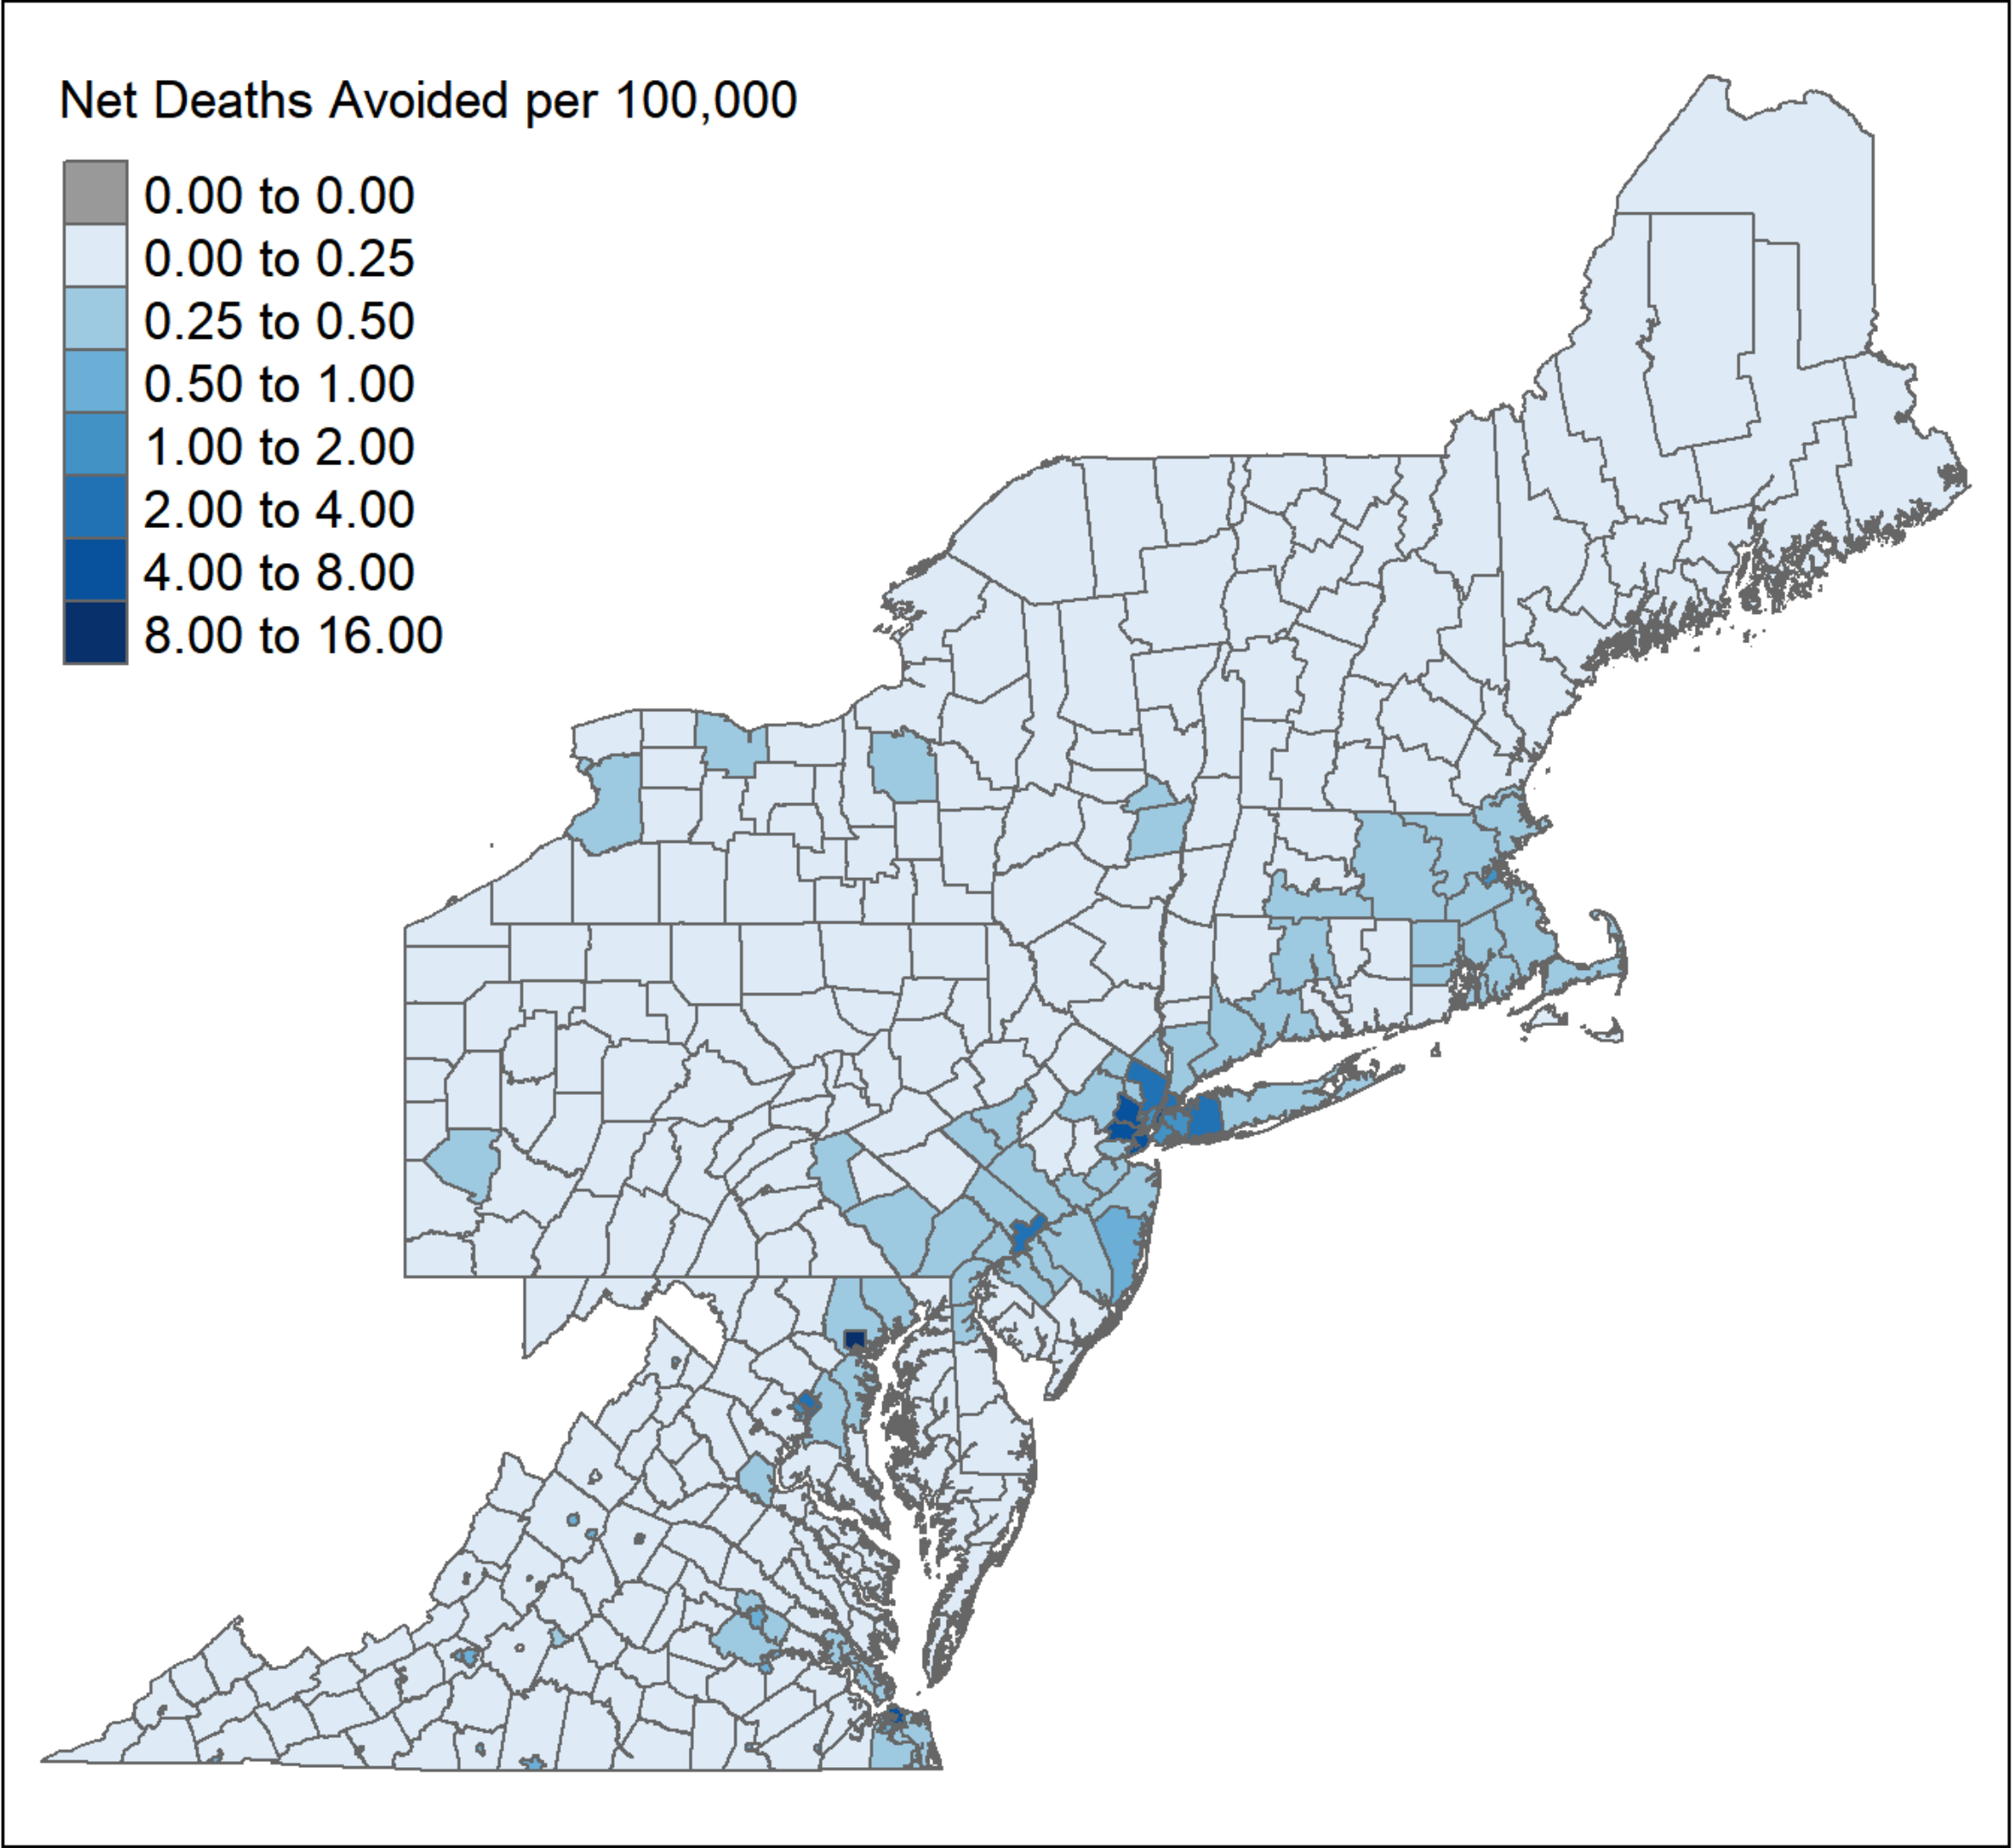 Net Deaths Avoided per 100,000
0.00 to 0.00
0.00 to 0.25
0.25 to 0.50
0.50 to 1.00
1.00 to 2.00
2.00 to 4.00
4.00 to 8.00
8.00 to 16.00